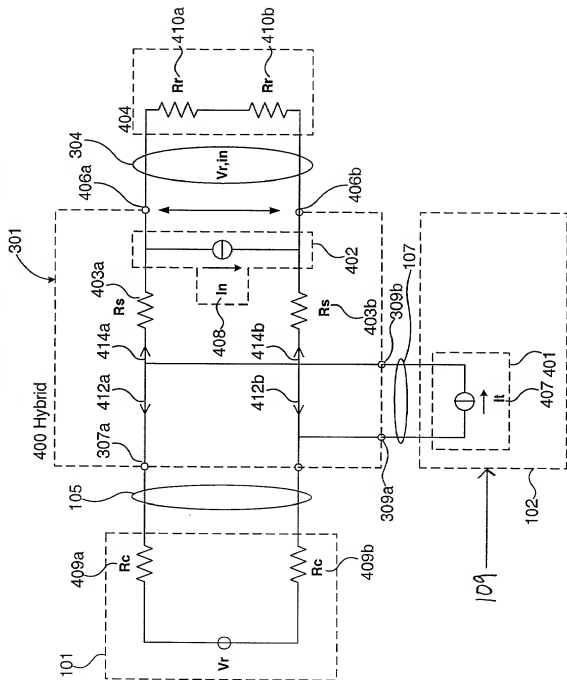 410a
410b
Rr
Rr
404
304
Vr,in
406a
406b
301
402
403a
In
Rs
Rs
403b
408
107
414a
414b
309b
401
412a
412b
It
407
400 Hybrid
307a
309a
105
102
409a
Rc
Rc
409b
109
101
Vr